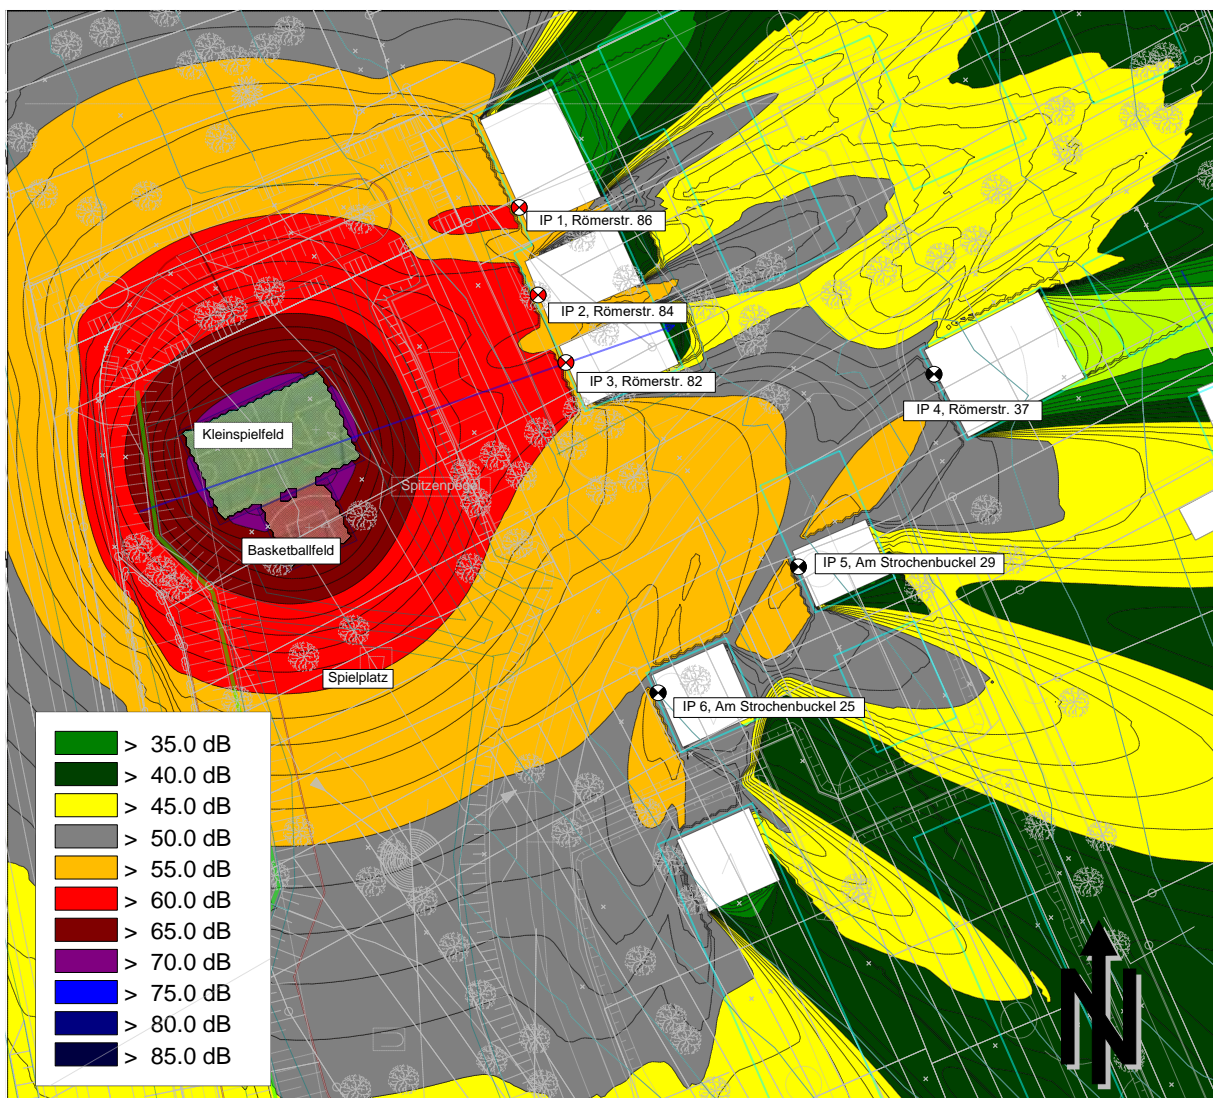 IP 1, Römerstr. 86
IP 2, Römerstr. 84
IP 3, Römerstr. 82
IP 4, Römerstr. 37
Kleinspielfeld
Basketballfeld
IP 5, Am Strochenbuckel 29
Spielplatz
IP 6, Am Strochenbuckel 25
> 35.0 dB
> 40.0 dB
> 45.0 dB
> 50.0 dB
> 55.0 dB
> 60.0 dB
> 65.0 dB
> 70.0 dB
> 75.0 dB
> 80.0 dB
> 85.0 dB
N